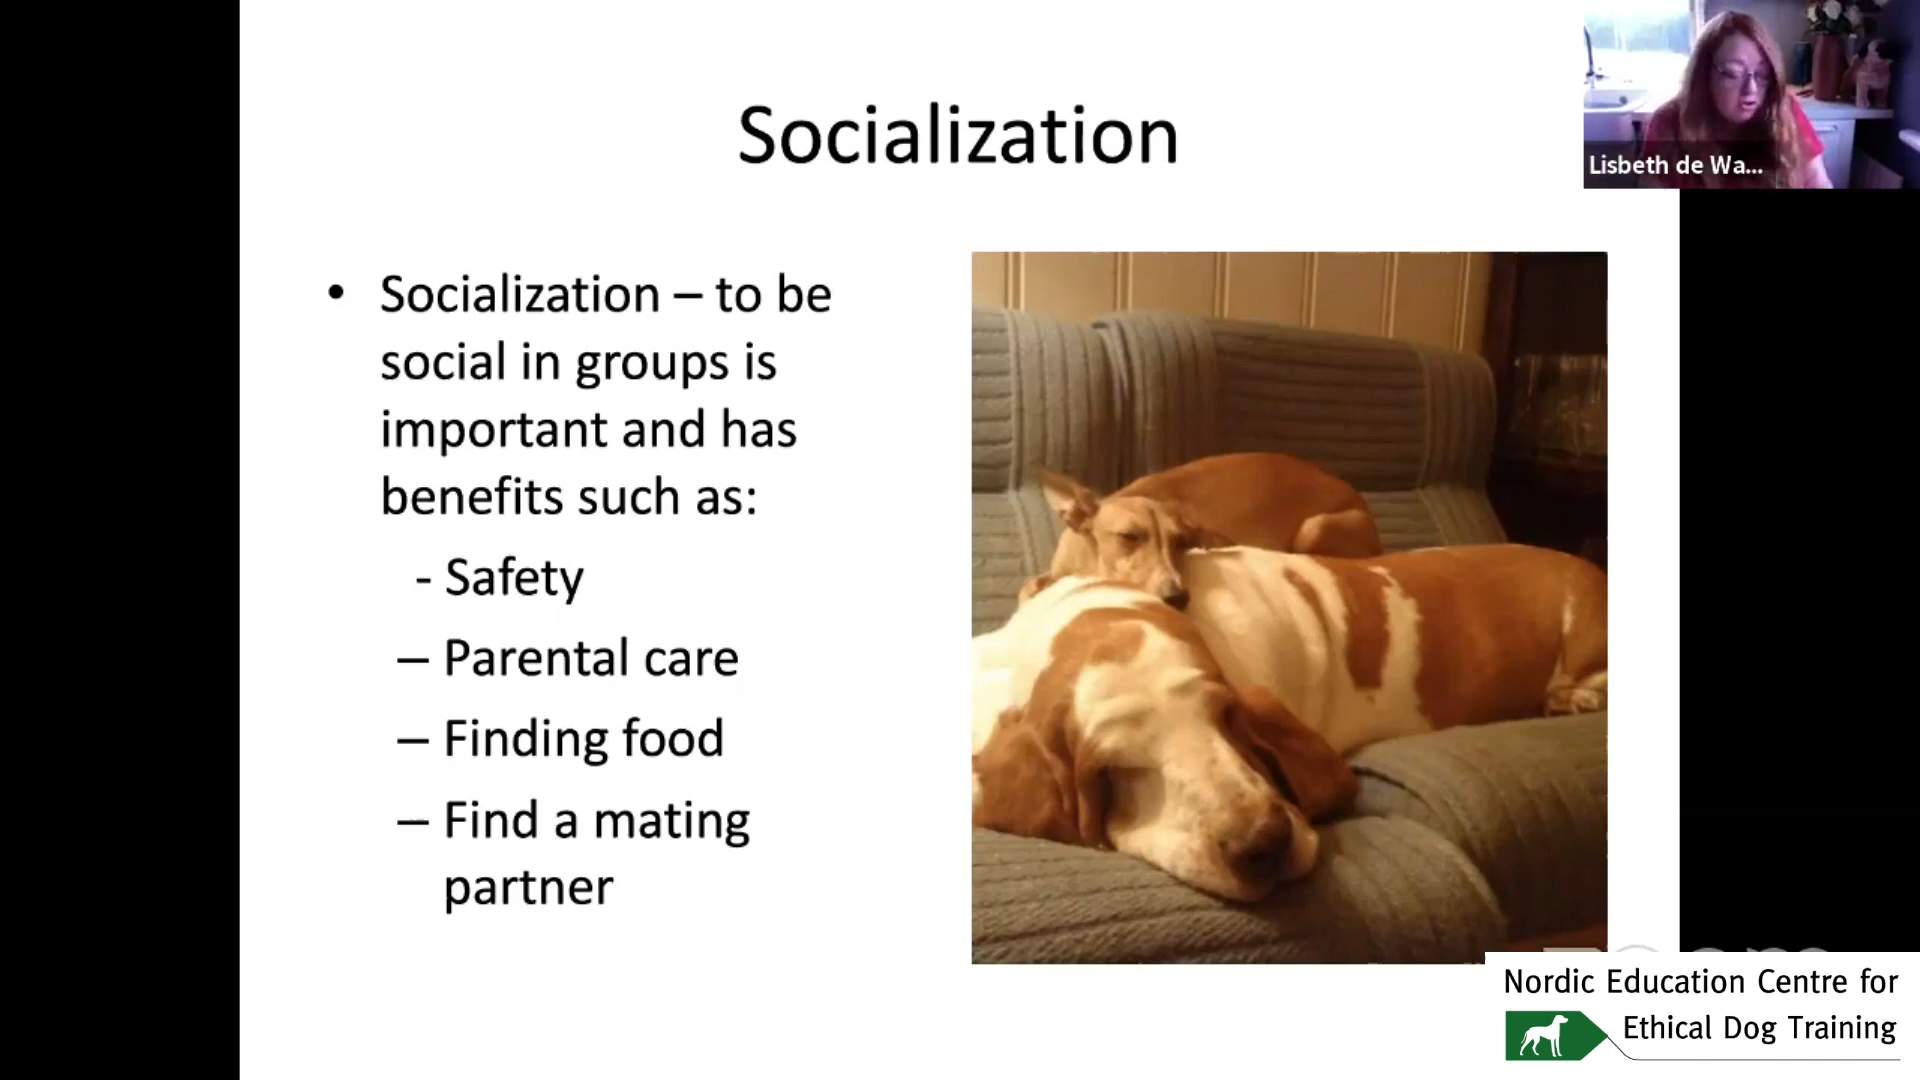 Socialization
Lisbeth de Wa...
• Socialization – to be
social in groups is
important and has
benefits such as:
- Safety
– Parental care
– Finding food
– Find a mating
partner
Nordic Education Centre for
Ethical Dog Training